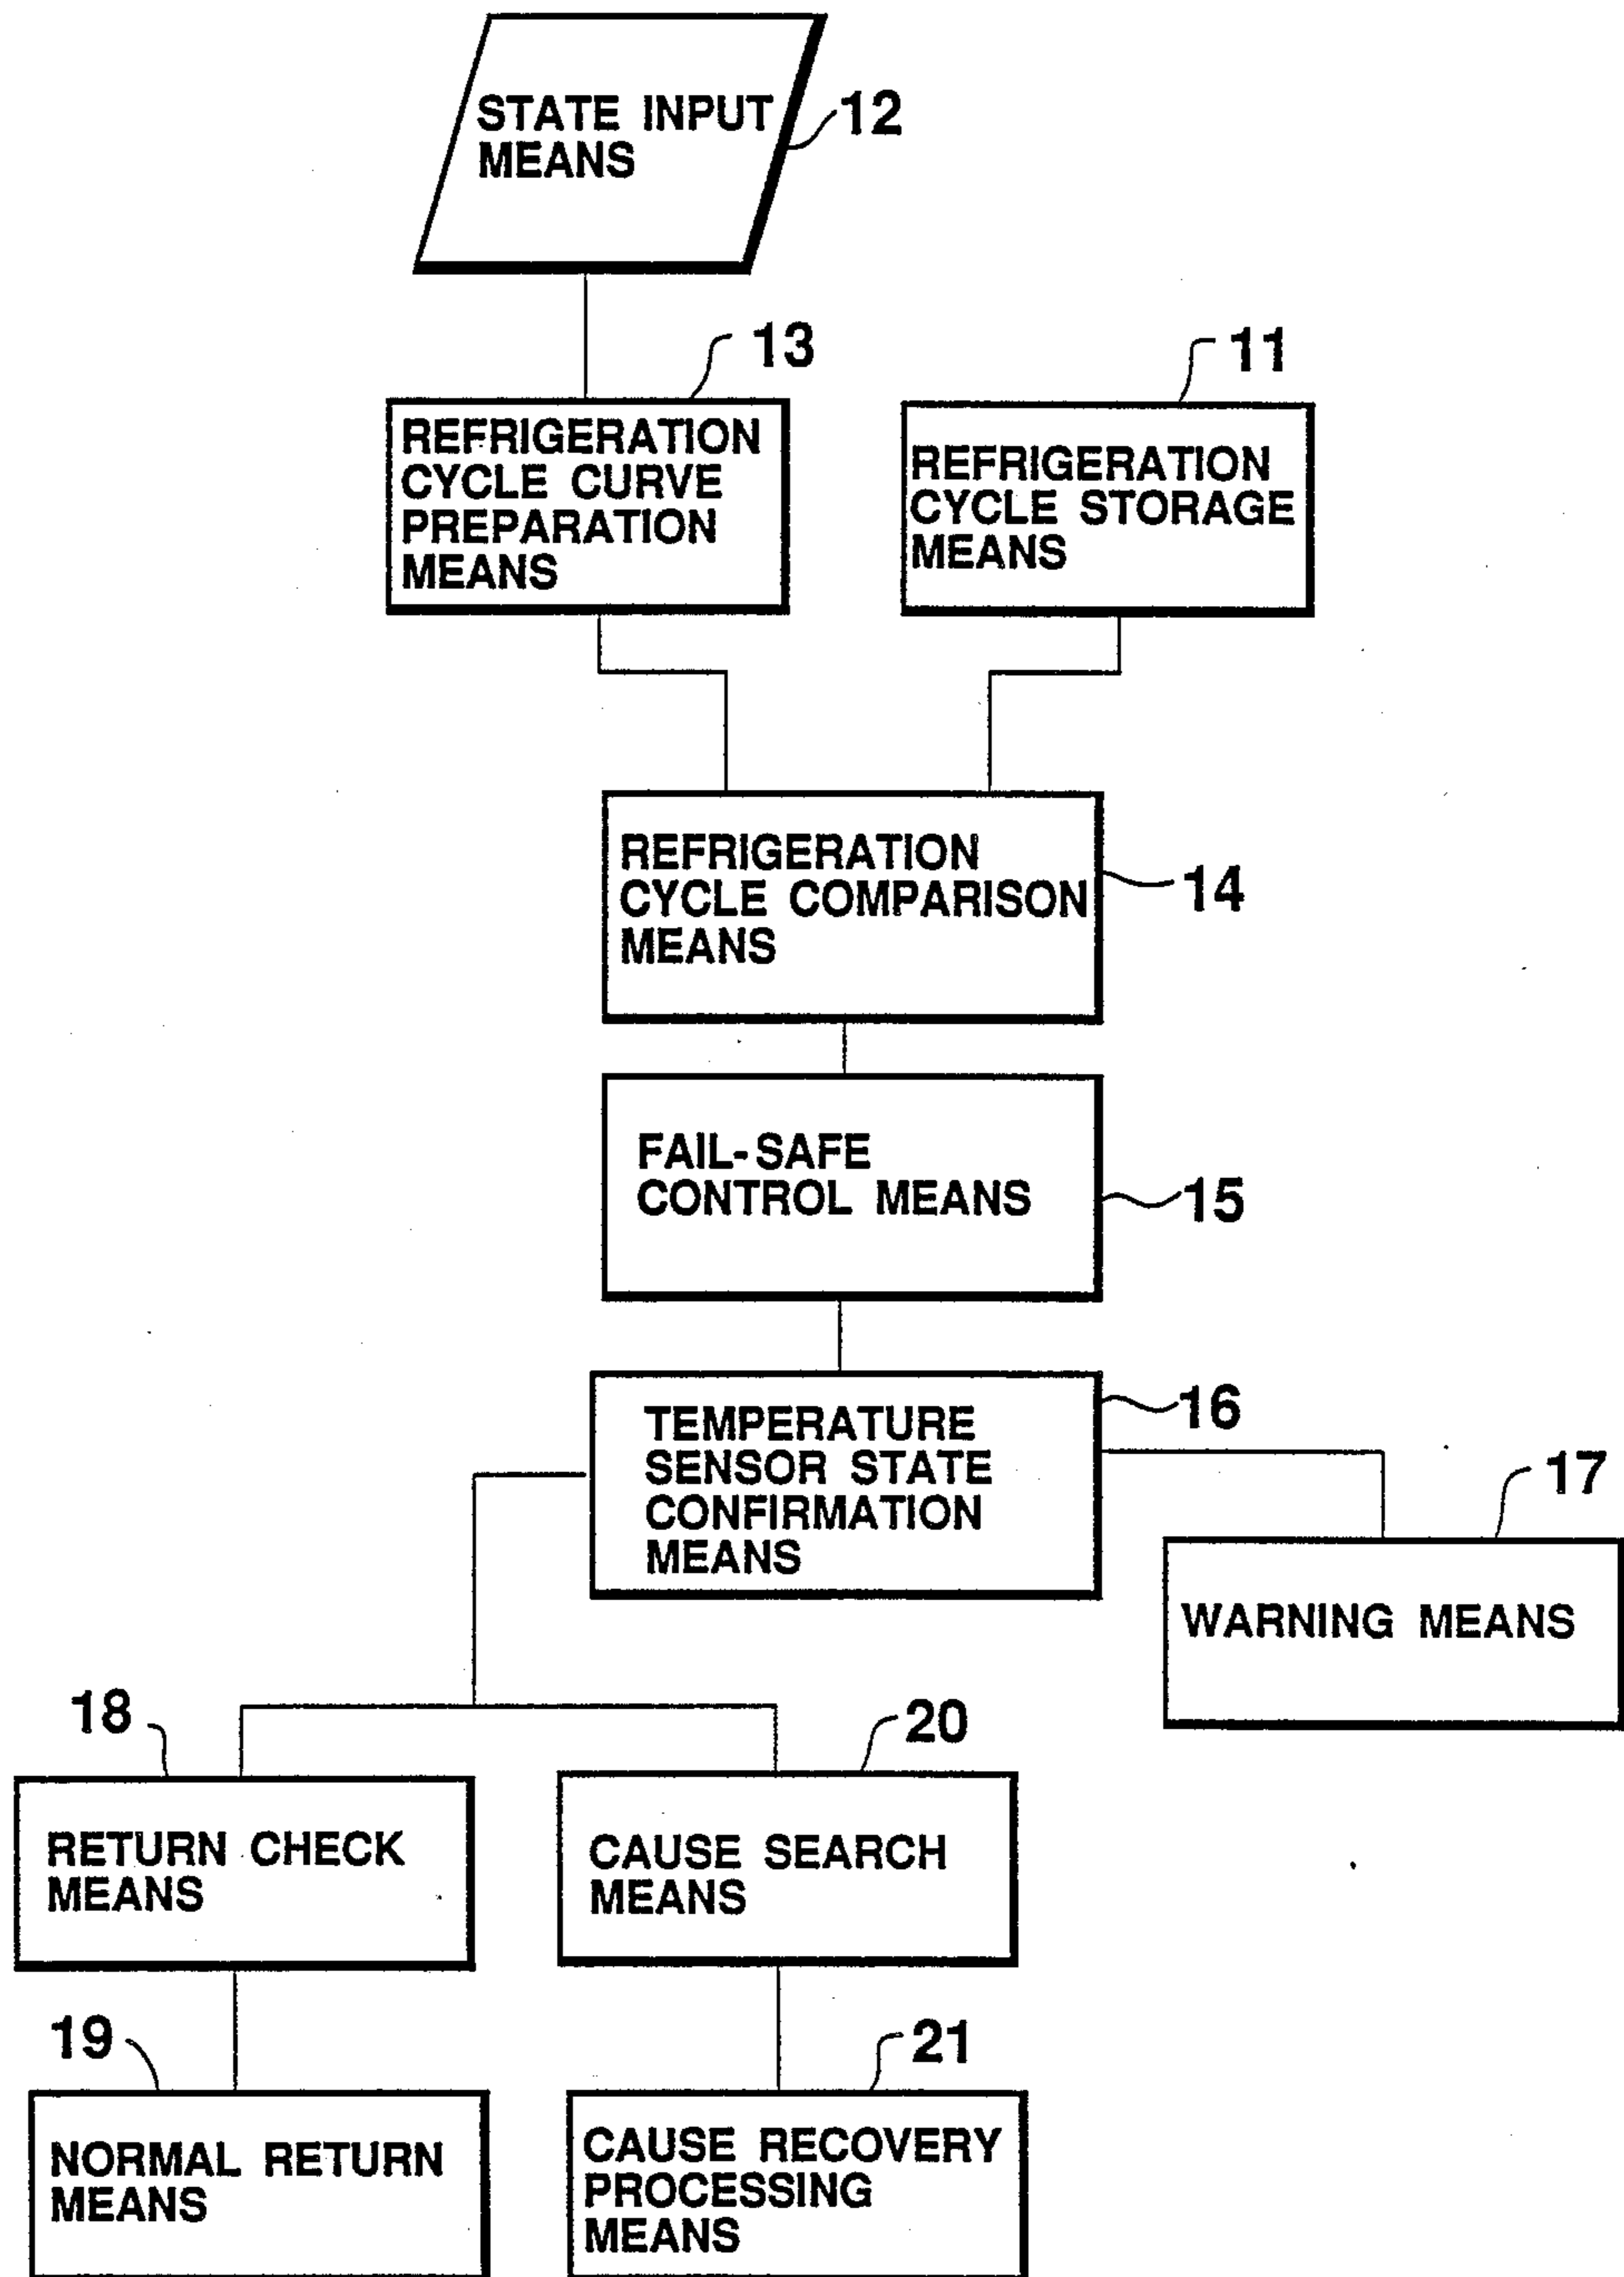 STATE INPUT
MEANS
12
13
REFRIGERATION
CYCLE CURVE
PREPARATION
MEANS
11
REFRIGERATION
CYCLE STORAGE
MEANS
REFRIGERATION
CYCLE COMPARISON
MEANS
14
FAIL-SAFE
CONTROL MEANS
15
TEMPERATURE
SENSOR STATE
CONFIRMATION
MEANS
16
17
WARNING MEANS
18
RETURN CHECK
MEANS
20
CAUSE SEARCH
MEANS
19
NORMAL RETURN
MEANS
21
CAUSE RECOVERY
PROCESSING
MEANS